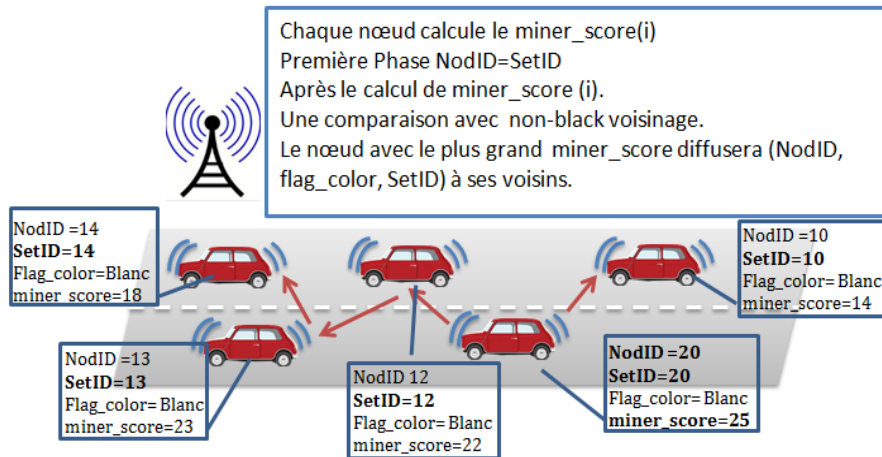 Chaque nœud calcule le miner_score(i)
Première Phase NodID=SetID
Après le calcul de miner_score (i).
Une comparaison avec non-black voisinage.
Le nœud avec le plus grand miner_score diffusera (NodID,
flag_color, SetID) à ses voisins.
NodID =14
SetID=14
Flag_color=Blanc
miner_score=18
NodID =10
SetID=10
Flag_color= Blanc
miner_score=14
NodID =13
SetID=13
Flag_color= Blanc
miner_score=23
NodID 12
SetID=12
Flag_color= Blanc
miner_score=22
NodID =20
SetID=20
Flag_color= Blanc
miner_score=25